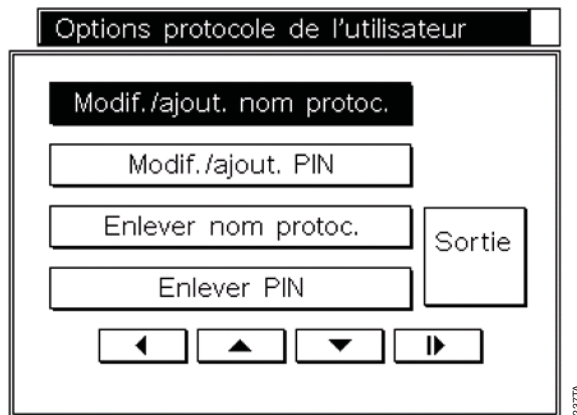 Options protocole de l'utilisateur
Modif./ajout. nom protoc.
Modif./ajout. PIN
Enlever nom protoc.
Sortie
Enlever PIN